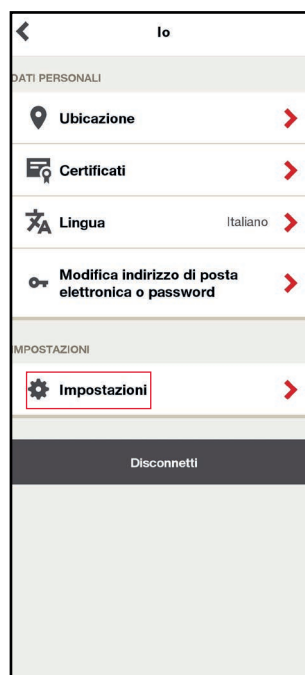 Io
DATI PERSONALI
Ubicazione
Certificati
Lingua Italiano
Modifica indirizzo di posta
elettronica o password
IMPOSTAZIONI
Impostazioni
Disconnetti